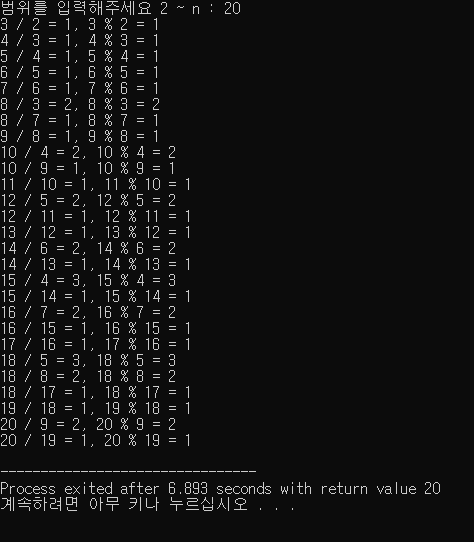 범위를 입력해주세요 2 ~ n : 20
3 / 2 = 1, 3 % 2 = 1
4 / 3 = 1, 4 % 3 = 1
5 / 4 = 1, 5 % 4 = 1
6 / 5 = 1, 6 % 5 = 1
7 / 6 = 1, 7 % 6 = 1
8 / 3 = 2, 8 % 3 = 2
8 / 7 = 1, 8 % 7 = 1
9 / 8 = 1, 9 % 8 = 1
10 / 4 = 2, 10 % 4 = 2
10 / 9 = 1, 10 % 9 = 1
11 / 10 = 1, 11 % 10 = 1
12 / 5 = 2, 12 % 5 = 2
12 / 11 = 1, 12 % 11 = 1
13 / 12 = 1, 13 % 12 = 1
14 / 6 = 2, 14 % 6 = 2
14 / 13 = 1, 14 % 13 = 1
15 / 4 = 3, 15 % 4 = 3
15 / 14 = 1, 15 % 14 = 1
16 / 7 = 2, 16 % 7 = 2
16 / 15 = 1, 16 % 15 = 1
17 / 16 = 1, 17 % 16 = 1
18 / 5 = 3, 18 % 5 = 3
18 / 8 = 2, 18 % 8 = 2
18 / 17 = 1, 18 % 17 = 1
19 / 18 = 1, 19 % 18 = 1
20 / 9 = 2, 20 % 9 = 2
20 / 19 = 1, 20 % 19 = 1
--------------------------------
Process exited after 6.893 seconds with return value 20
계속하려면 아무 키나 누르십시오 . . .